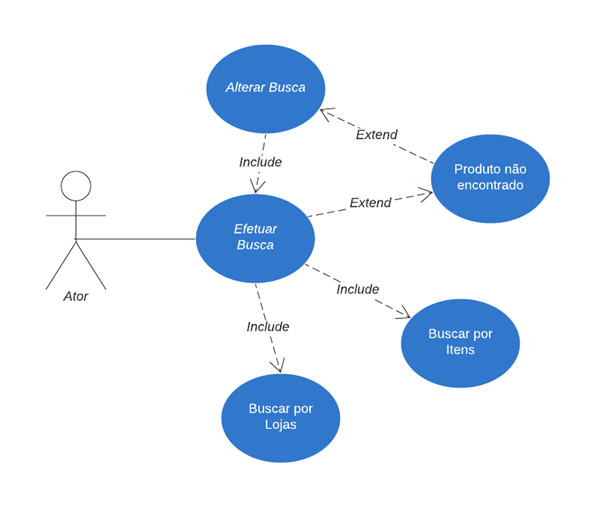 Alterar Busca
Extend
Include
Produto não
encontrado
Extend
Efetuar
Busca
Ator
Include
Include
Buscar por
Itens
Buscar por
Lojas